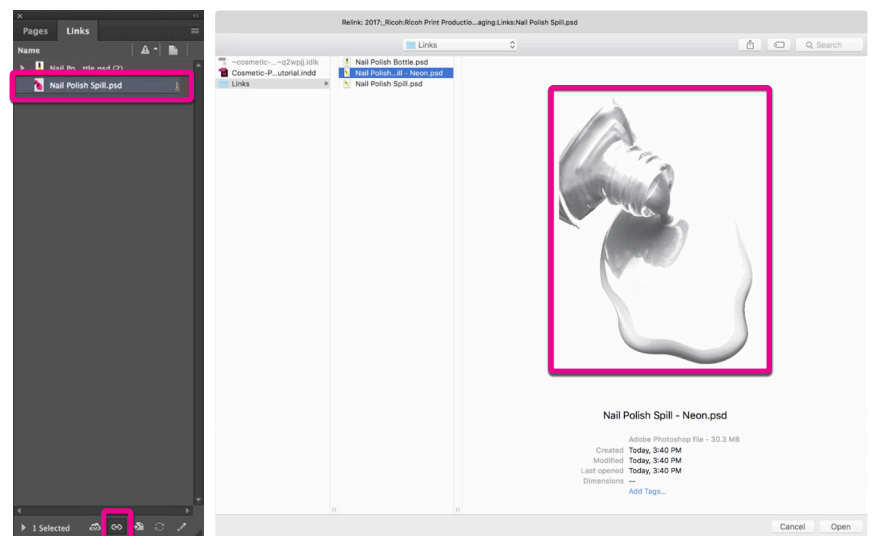 Pages Links
Name
Nail Po...ttle.psd (2)
Nail Polish Spill.psd
1 Selected
Relink: 2017:_Ricoh:Ricoh Print Productio...aging:Links:Nail Polish Spill.psd
Links
Search
~cosmetic-...~q2wpjj.idlk
Cosmetic-P...utorial.indd
Links
Nail Polish Bottle.psd
Nail Polish...ill - Neon.psd
Nail Polish Spill.psd
Nail Polish Spill - Neon.psd
Adobe Photoshop file - 30.3 MB
Created Today, 3:40 PM
Modified Today, 3:40 PM
Last opened Today, 3:40 PM
Dimensions --
Add Tags...
Cancel Open